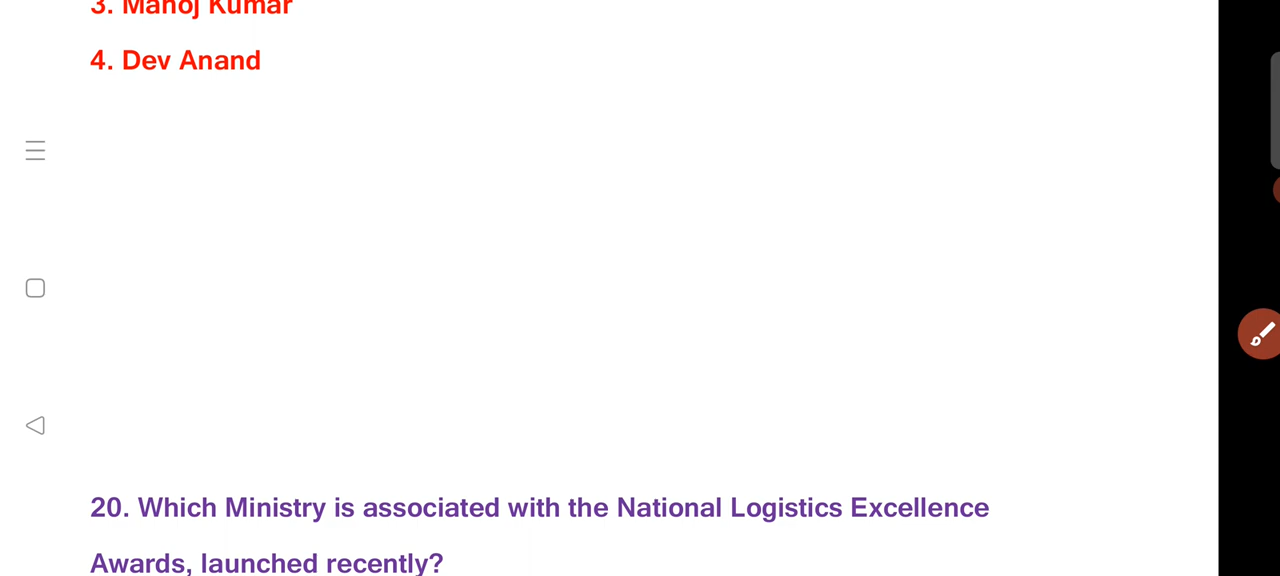 3. Manoj Kumar
4. Dev Anand
20. Which Ministry is associated with the National Logistics Excellence
Awards, launched recently?